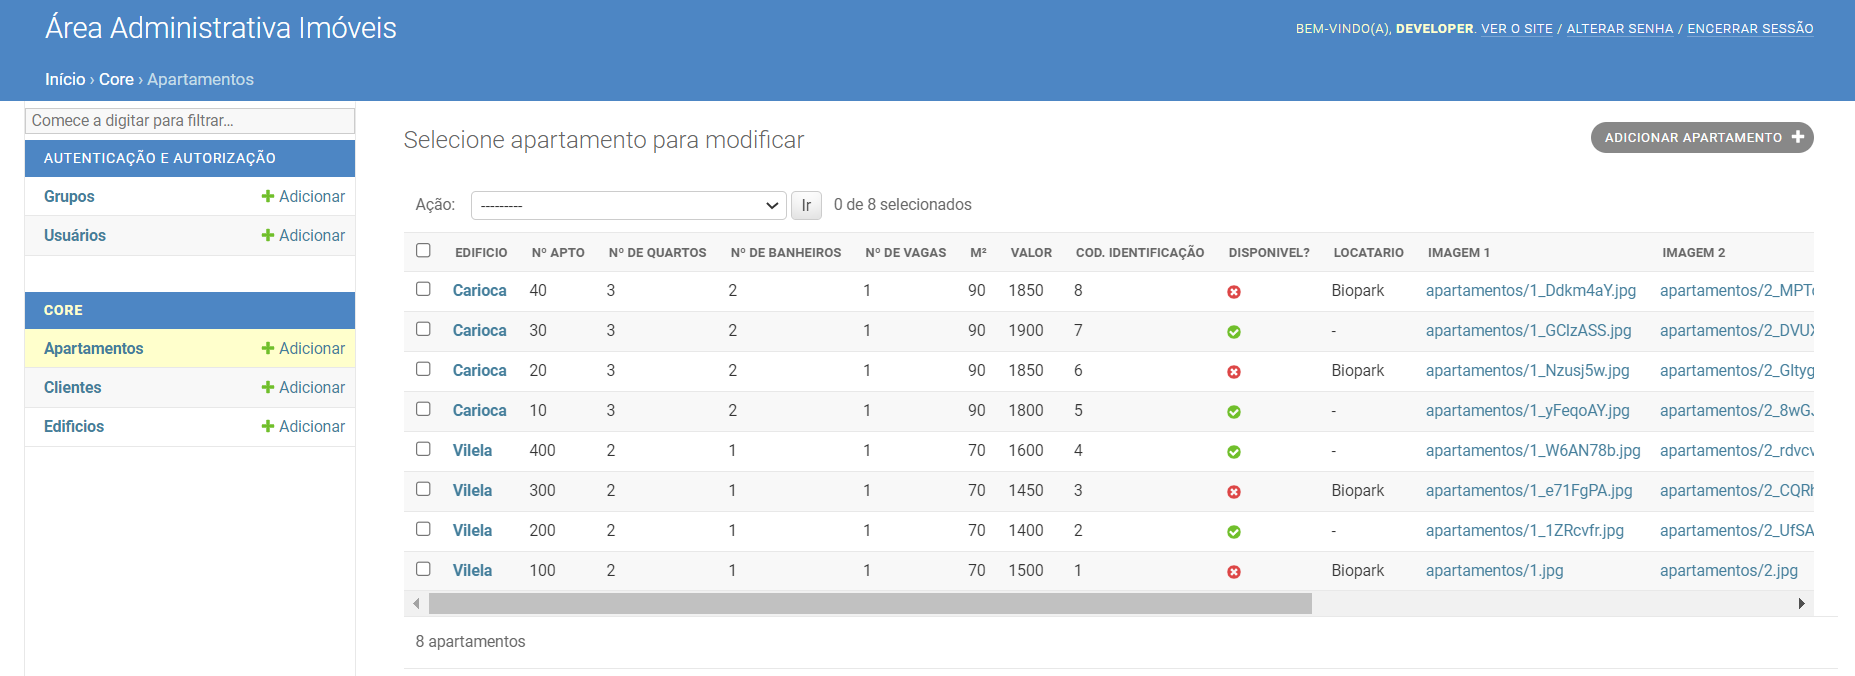 Área Administrativa Imóveis
BEM-VINDO(A), DEVELOPER. VER O SITE / ALTERAR SENHA / ENCERRAR SESSÃO
Início › Core › Apartamentos
Comece a digitar para filtrar...
AUTENTICAÇÃO E AUTORIZAÇÃO
Grupos Adicionar
Usuários Adicionar
CORE
Apartamentos Adicionar
Clientes Adicionar
Edificios Adicionar
Selecione apartamento para modificar
ADICIONAR APARTAMENTO
Ação: --------- Ir 0 de 8 selecionados
EDIFICIO Nº APTO Nº DE QUARTOS Nº DE BANHEIROS Nº DE VAGAS M² VALOR COD. IDENTIFICAÇÃO DISPONIVEL? LOCATARIO IMAGEM 1 IMAGEM 2
Carioca 40 3 2 1 90 1850 8 Biopark apartamentos/1_Ddkm4aY.jpg apartamentos/2_MPT
Carioca 30 3 2 1 90 1900 7 - apartamentos/1_GClzASS.jpg apartamentos/2_DVUX
Carioca 20 3 2 1 90 1850 6 Biopark apartamentos/1_Nzusj5w.jpg apartamentos/2_Gltyg
Carioca 10 3 2 1 90 1800 5 - apartamentos/1_yFeqoAY.jpg apartamentos/2_8wG
Vilela 400 2 1 1 70 1600 4 - apartamentos/1_W6AN78b.jpg apartamentos/2_rdvcv
Vilela 300 2 1 1 70 1450 3 Biopark apartamentos/1_e71FgPA.jpg apartamentos/2_CQR
Vilela 200 2 1 1 70 1400 2 - apartamentos/1_1ZRcvfr.jpg apartamentos/2_UfSA
Vilela 100 2 1 1 70 1500 1 Biopark apartamentos/1.jpg apartamentos/2.jpg
8 apartamentos